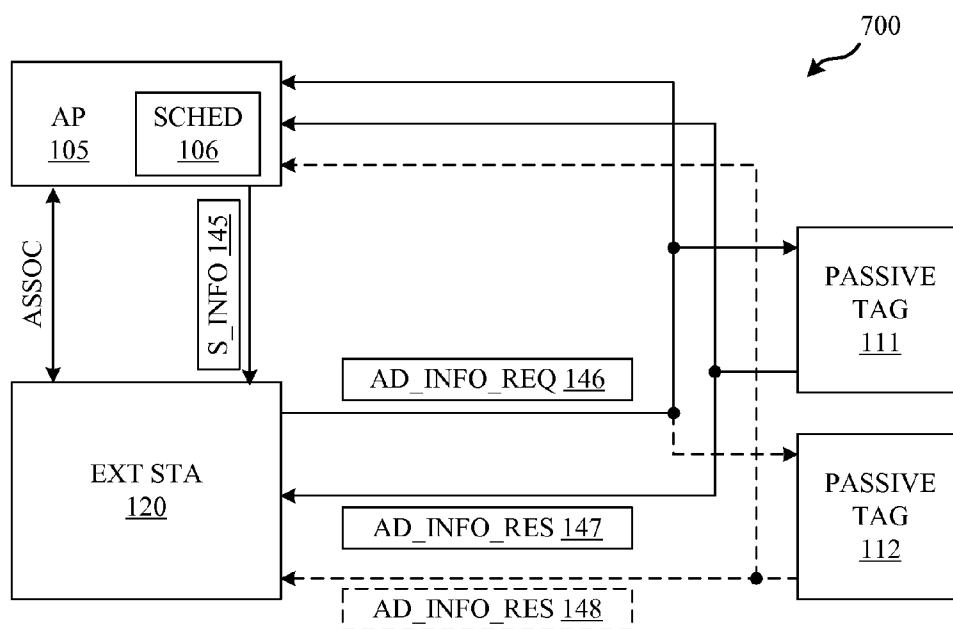 700
AP
105
SCHED
106
ASSOC
S_INFO 145
PASSIVE
TAG
111
AD_INFO_REQ 146
EXT STA
120
PASSIVE
TAG
112
AD_INFO_RES 147
AD_INFO_RES 148